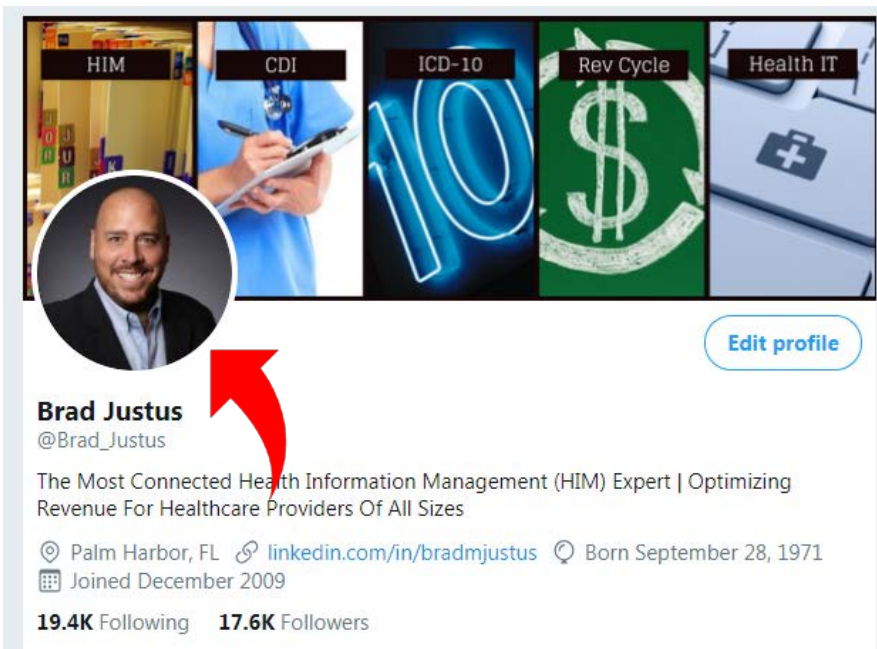 HIM
CDI
ICD-10
Rev Cycle
Health IT
J
O
R
J
U
R
K
10
$
Edit profile
Brad Justus
@Brad_Justus
The Most Connected Health Information Management (HIM) Expert | Optimizing
Revenue For Healthcare Providers Of All Sizes
Palm Harbor, FL linkedin.com/in/bradmjustus Born September 28, 1971
Joined December 2009
19.4K Following 17.6K Followers